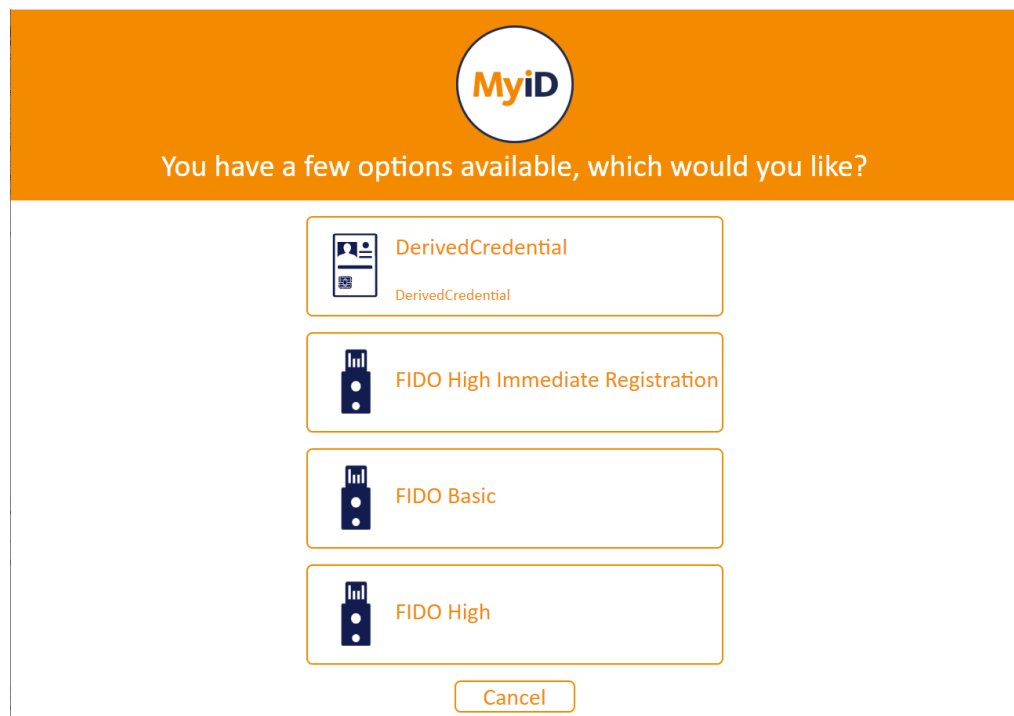 MyiD
You have a few options available, which would you like?
DerivedCredential
DerivedCredential
FIDO High Immediate Registration
FIDO Basic
FIDO High
Cancel